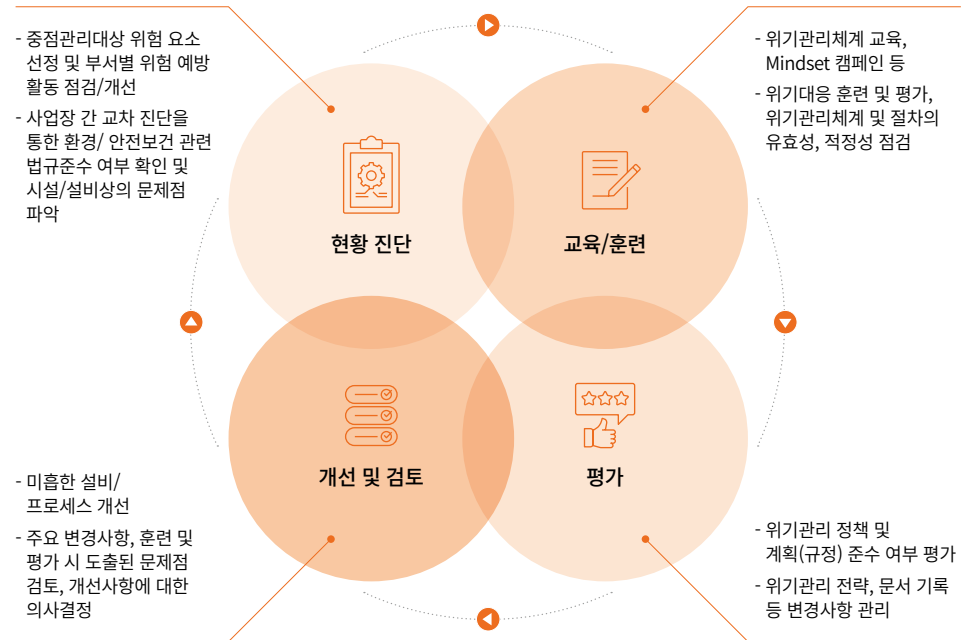 - 중점관리대상 위험 요소
선정 및 부서별 위험 예방
활동 점검/개선
- 사업장 간 교차 진단을
통한 환경/ 안전보건 관련
법규준수 여부 확인 및
시설/설비상의 문제점
파악
현황 진단
- 위기관리체계 교육,
Mindset 캠페인 등
- 위기대응 훈련 및 평가,
위기관리체계 및 절차의
유효성, 적정성 점검
교육/훈련
- 미흡한 설비/
프로세스 개선
- 주요 변경사항, 훈련 및
평가 시 도출된 문제점
검토, 개선사항에 대한
의사결정
개선 및 검토
평가
- 위기관리 정책 및
계획(규정) 준수 여부 평가
- 위기관리 전략, 문서 기록
등 변경사항 관리